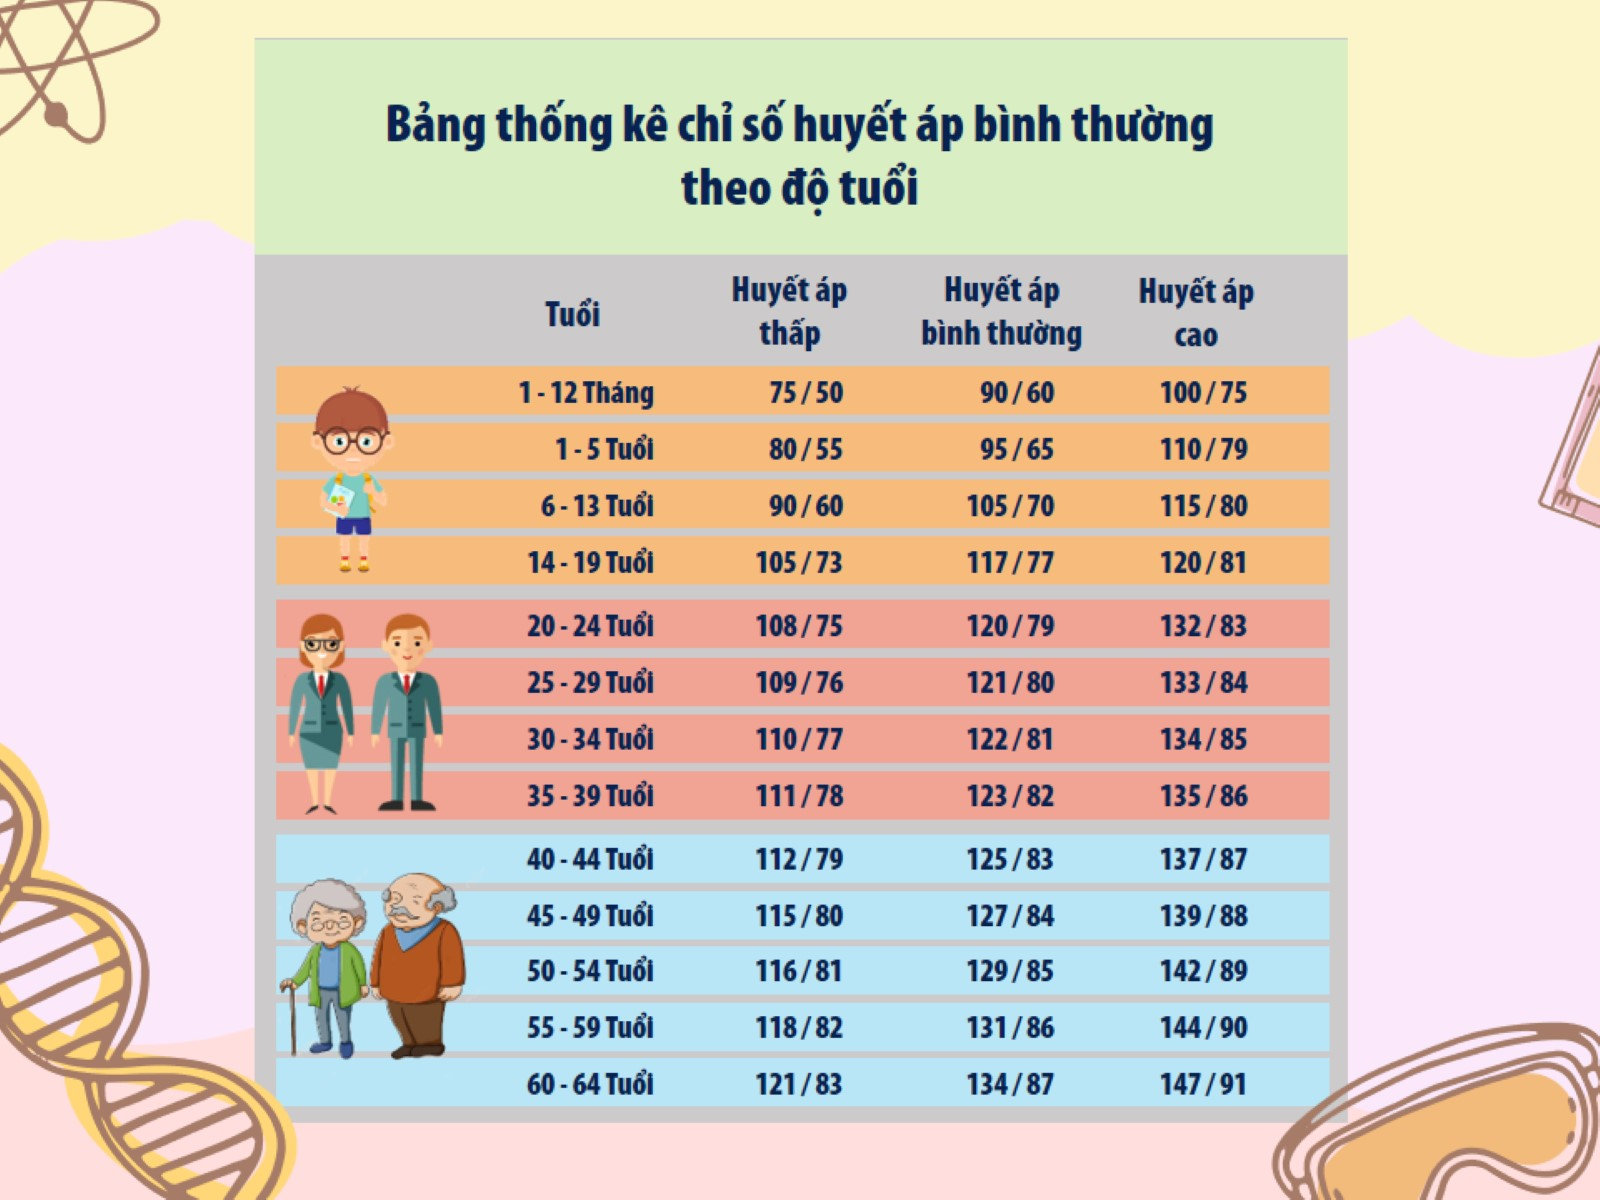 Bảng thống kê chỉ số huyết áp bình thường
theo độ tuổi
Tuổi Huyết áp thấp Huyết áp bình thường Huyết áp cao
1 - 12 Tháng 75 / 50 90 / 60 100 / 75
1 - 5 Tuổi 80 / 55 95 / 65 110 / 79
6 - 13 Tuổi 90 / 60 105 / 70 115 / 80
14 - 19 Tuổi 105 / 73 117 / 77 120 / 81
20 - 24 Tuổi 108 / 75 120 / 79 132 / 83
25 - 29 Tuổi 109 / 76 121 / 80 133 / 84
30 - 34 Tuổi 110 / 77 122 / 81 134 / 85
35 - 39 Tuổi 111 / 78 123 / 82 135 / 86
40 - 44 Tuổi 112 / 79 125 / 83 137 / 87
45 - 49 Tuổi 115 / 80 127 / 84 139 / 88
50 - 54 Tuổi 116 / 81 129 / 85 142 / 89
55 - 59 Tuổi 118 / 82 131 / 86 144 / 90
60 - 64 Tuổi 121 / 83 134 / 87 147 / 91